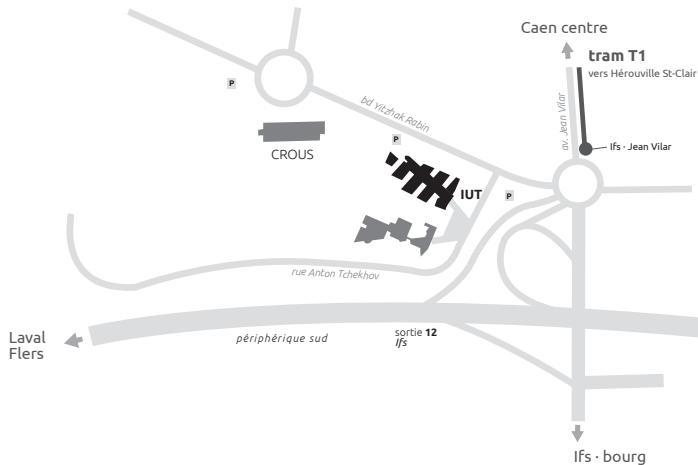 Caen centre
tram T1
vers Hérouville St-Clair
P
av. Jean Vilar
bd Yitzhak Rabin
P
Ifs · Jean Vilar
CROUS
IUT
P
rue Anton Tchekhov
Laval
Flers
périphérique sud
sortie 12
Ifs
Ifs · bourg